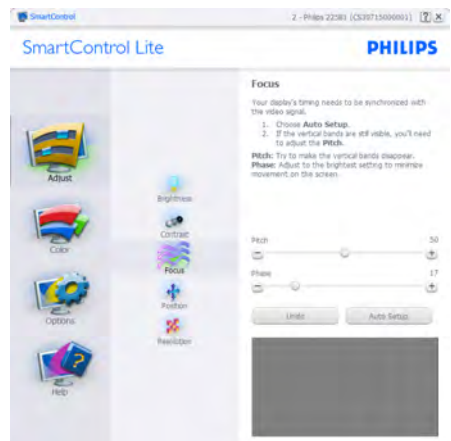 SmartControl
2 - Philips 225B1 (CS39715000001)
SmartControl Lite
PHILIPS
Adjust
Color
Options
Help
Brightness
Contrast
Focus
Position
Resolution
Focus
Your display's timing needs to be synchronized with
the video signal.
1. Choose Auto Setup.
2. If the vertical bands are still visible, you'll need
to adjust the Pitch.
Pitch: Try to make the vertical bands disappear.
Phase: Adjust to the brightest setting to minimize
movement on the screen.
Pitch 50
Phase 17
Undo Auto Setup